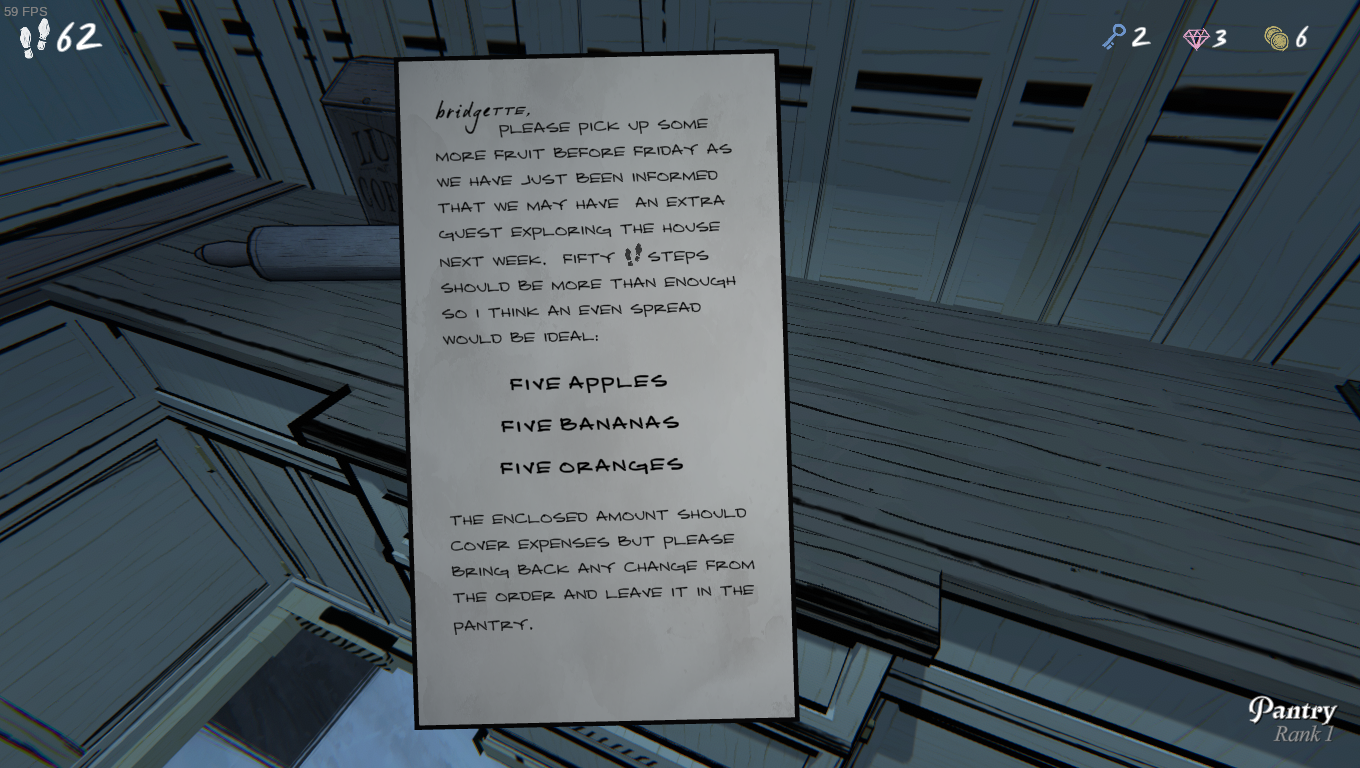 59 FPS
62
2
3
6
bridgETTE,
PLEASE PICK UP SOME
MORE FRUIT BEFORE FRIDAY AS
WE HAVE JUST BEEN INFORMED
THAT WE MAY HAVE AN EXTRA
GUEST EXPLORING THE HOUSE
NEXT WEEK. FIFTY STEPS
SHOULD BE MORE THAN ENOUGH
SO I THINK AN EVEN SPREAD
WOULD BE IDEAL:
FIVE APPLES
FIVE BANANAS
FIVE ORANGES
THE ENCLOSED AMOUNT SHOULD
COVER EXPENSES BUT PLEASE
BRING BACK ANY CHANGE FROM
THE ORDER AND LEAVE IT IN THE
PANTRY.
Pantry
Rank 1